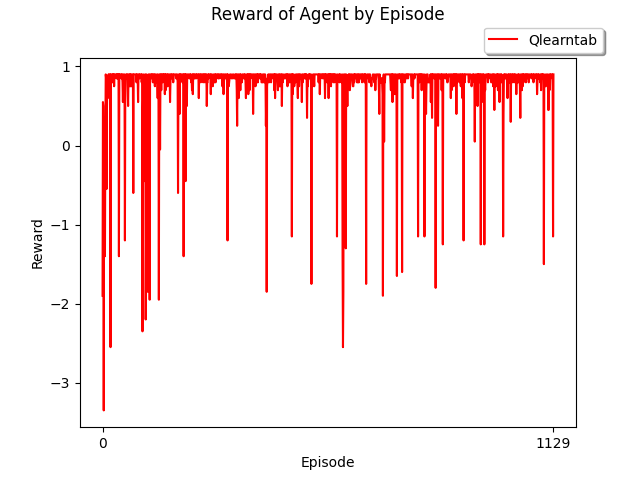 Reward of Agent by Episode
Qlearntab
1
0
−1
−2
−3
Reward
0
1129
Episode